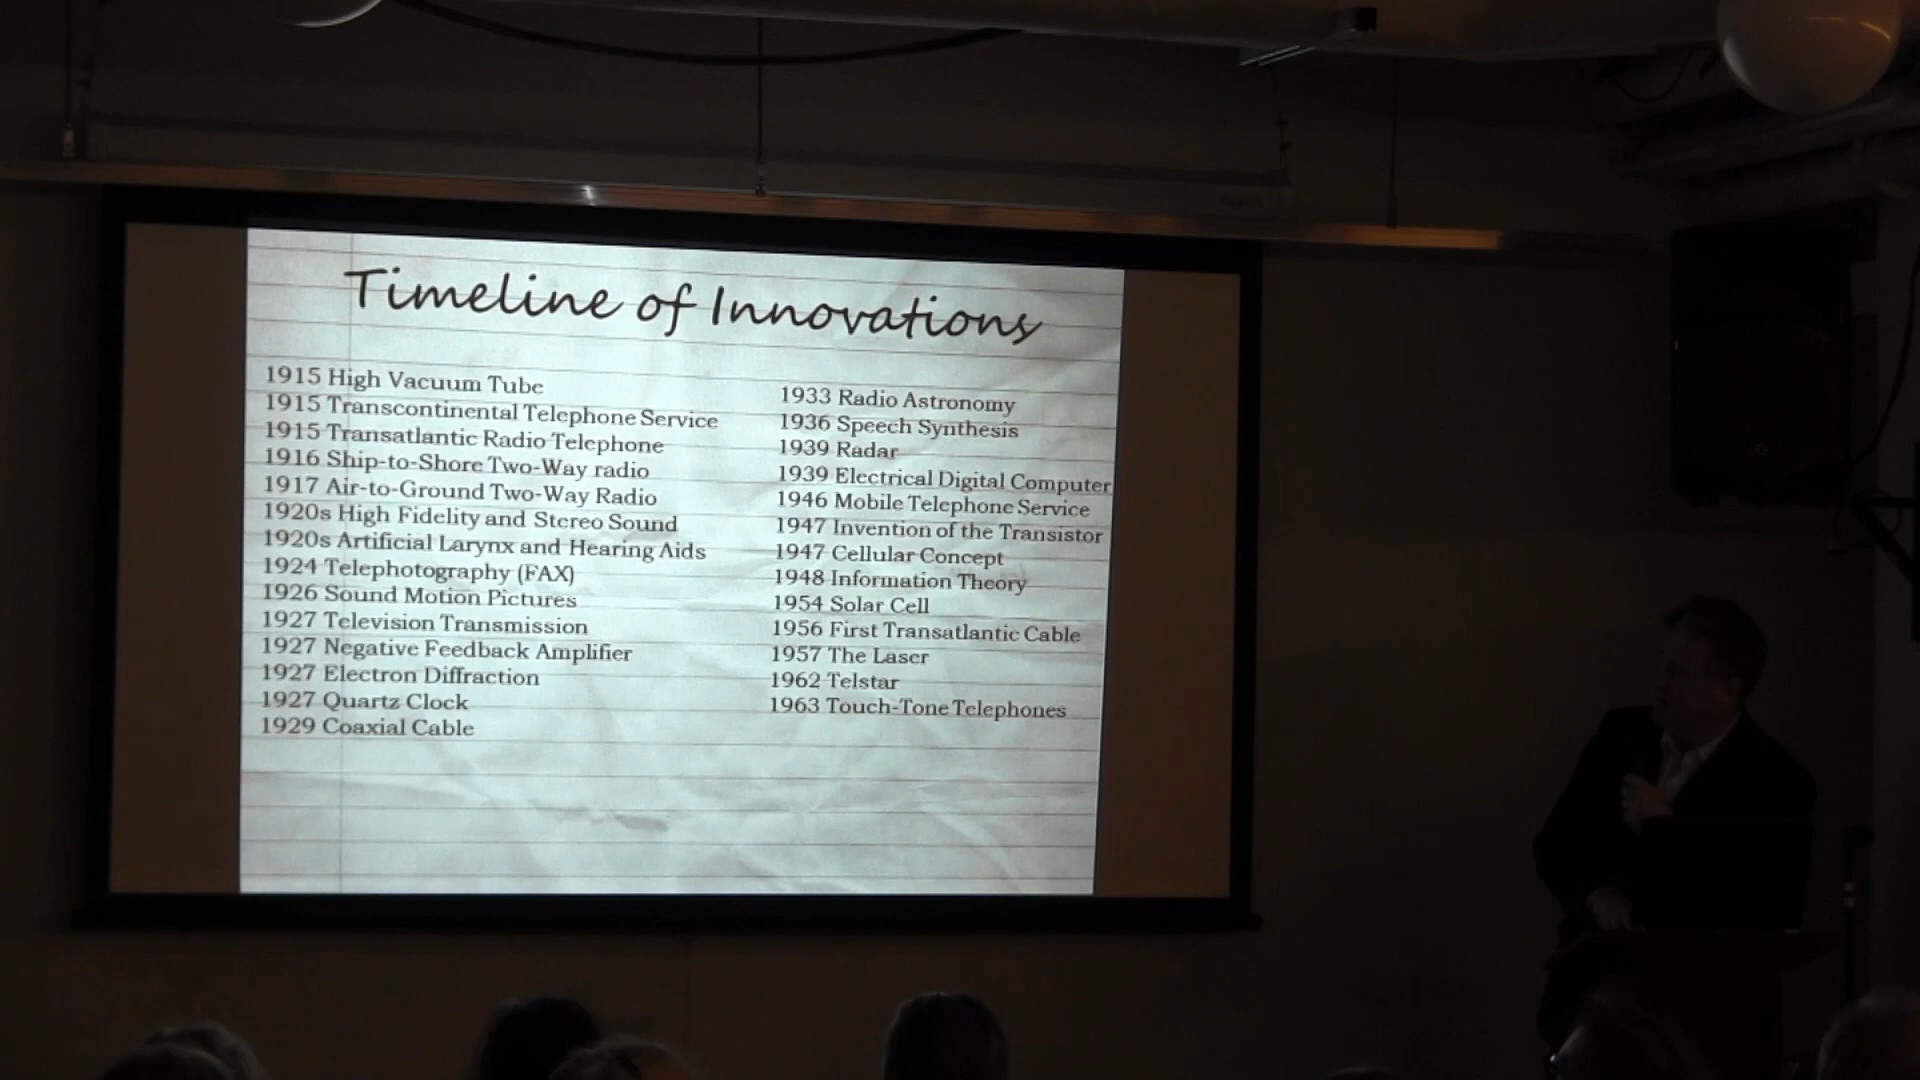 Timeline of Innovations
1915 High Vacuum Tube
1915 Transcontinental Telephone Service
1915 Transatlantic Radio Telephone
1916 Ship-to-Shore Two-Way radio
1917 Air-to-Ground Two-Way Radio
1920s High Fidelity and Stereo Sound
1920s Artificial Larynx and Hearing Aids
1924 Telephotography (FAX)
1926 Sound Motion Pictures
1927 Television Transmission
1927 Negative Feedback Amplifier
1927 Electron Diffraction
1927 Quartz Clock
1929 Coaxial Cable
1933 Radio Astronomy
1936 Speech Synthesis
1939 Radar
1939 Electrical Digital Computer
1946 Mobile Telephone Service
1947 Invention of the Transistor
1947 Cellular Concept
1948 Information Theory
1954 Solar Cell
1956 First Transatlantic Cable
1957 The Laser
1962 Telstar
1963 Touch-Tone Telephones